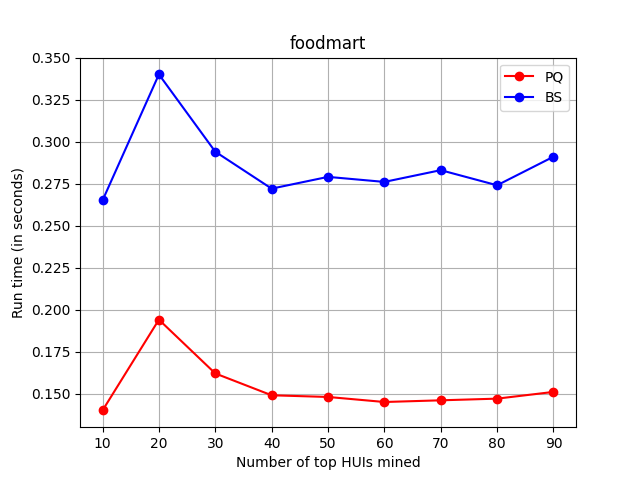 foodmart
PQ
BS
0.350
0.325
0.300
0.275
0.250
0.225
0.200
0.175
0.150
Run time (in seconds)
10 20 30 40 50 60 70 80 90
Number of top HUIs mined